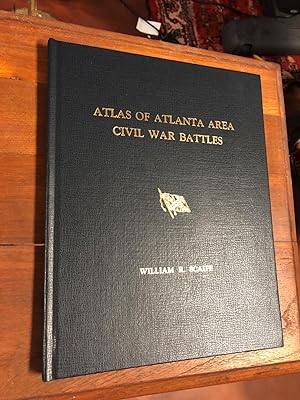 ATLAS OF ATLANTA AREA
CIVIL WAR BATTLES
WILLIAM R. SCAIFE